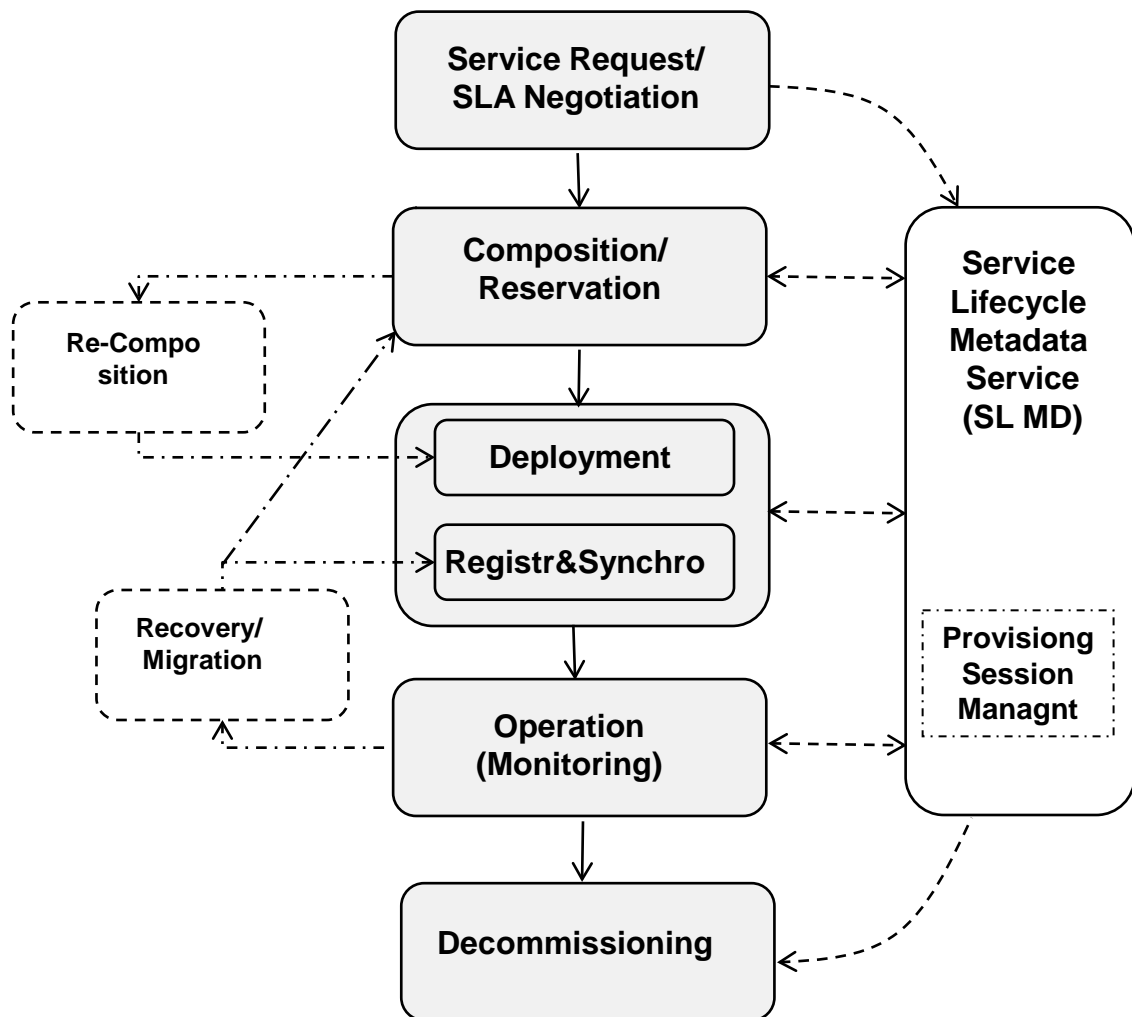 Service Request/
SLA Negotiation
Composition/
Reservation
Service
Lifecycle
Metadata
Service
(SL MD)
Re-Compo
sition
Deployment
Registr&Synchro
Recovery/
Migration
Provisiong
Session
Managnt
Operation
(Monitoring)
Decommissioning